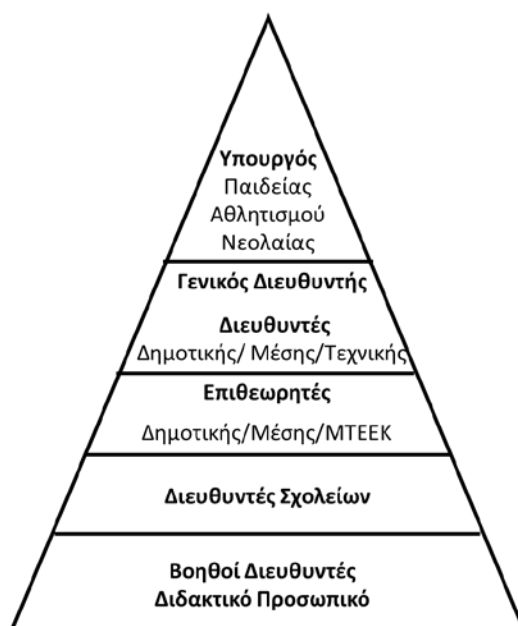 Υπουργός
Παιδείας
Αθλητισμού
Νεολαίας
Γενικός Διευθυντής
Διευθυντές
Δημοτικής/ Μέσης/Τεχνικής
Επιθεωρητές
Δημοτικής/Μέσης/ΜΤΕΕΚ
Διευθυντές Σχολείων
Βοηθοί Διευθυντές
Διδακτικό Προσωπικό